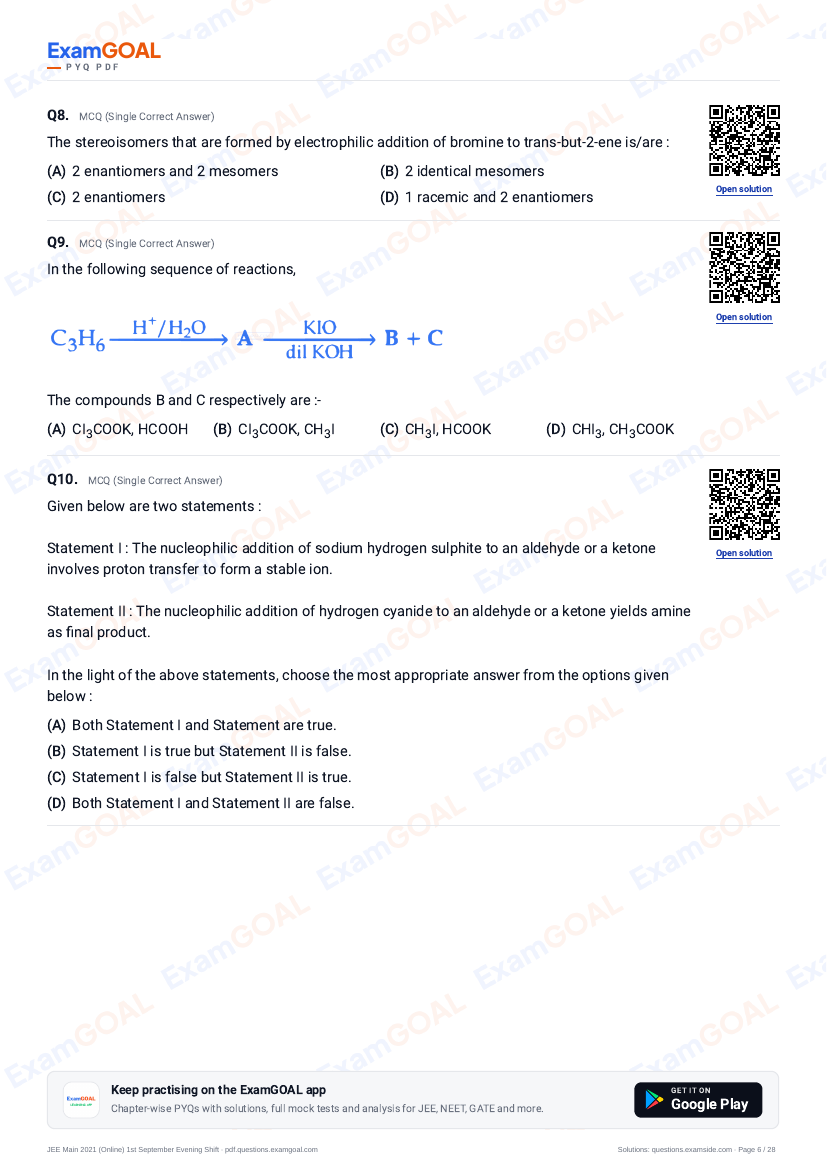 ExamGOAL
PYQ PDF
Q8. MCQ (Single Correct Answer)
The stereoisomers that are formed by electrophilic addition of bromine to trans-but-2-ene is/are :
(A) 2 enantiomers and 2 mesomers (B) 2 identical mesomers
(C) 2 enantiomers (D) 1 racemic and 2 enantiomers
Open solution
Q9. MCQ (Single Correct Answer)
In the following sequence of reactions,
C₃H₆ H⁺/H₂O A KIO dil KOH B + C
Open solution
The compounds B and C respectively are :-
(A) CI₃COOK, HCOOH (B) CI₃COOK, CH₃I (C) CH₃I, HCOOK (D) CHI₃, CH₃COOK
Q10. MCQ (Single Correct Answer)
Given below are two statements :
Open solution
Statement I : The nucleophilic addition of sodium hydrogen sulphite to an aldehyde or a ketone
involves proton transfer to form a stable ion.
Statement II : The nucleophilic addition of hydrogen cyanide to an aldehyde or a ketone yields amine
as final product.
In the light of the above statements, choose the most appropriate answer from the options given
below :
(A) Both Statement I and Statement are true.
(B) Statement I is true but Statement II is false.
(C) Statement I is false but Statement II is true.
(D) Both Statement I and Statement II are false.
ExamGOAL
Keep practising on the ExamGOAL app
Chapter-wise PYQs with solutions, full mock tests and analysis for JEE, NEET, GATE and more.
GET IT ON
Google Play
JEE Main 2021 (Online) 1st September Evening Shift · pdf.questions.examgoal.com
Solutions: questions.examside.com · Page 6 / 28